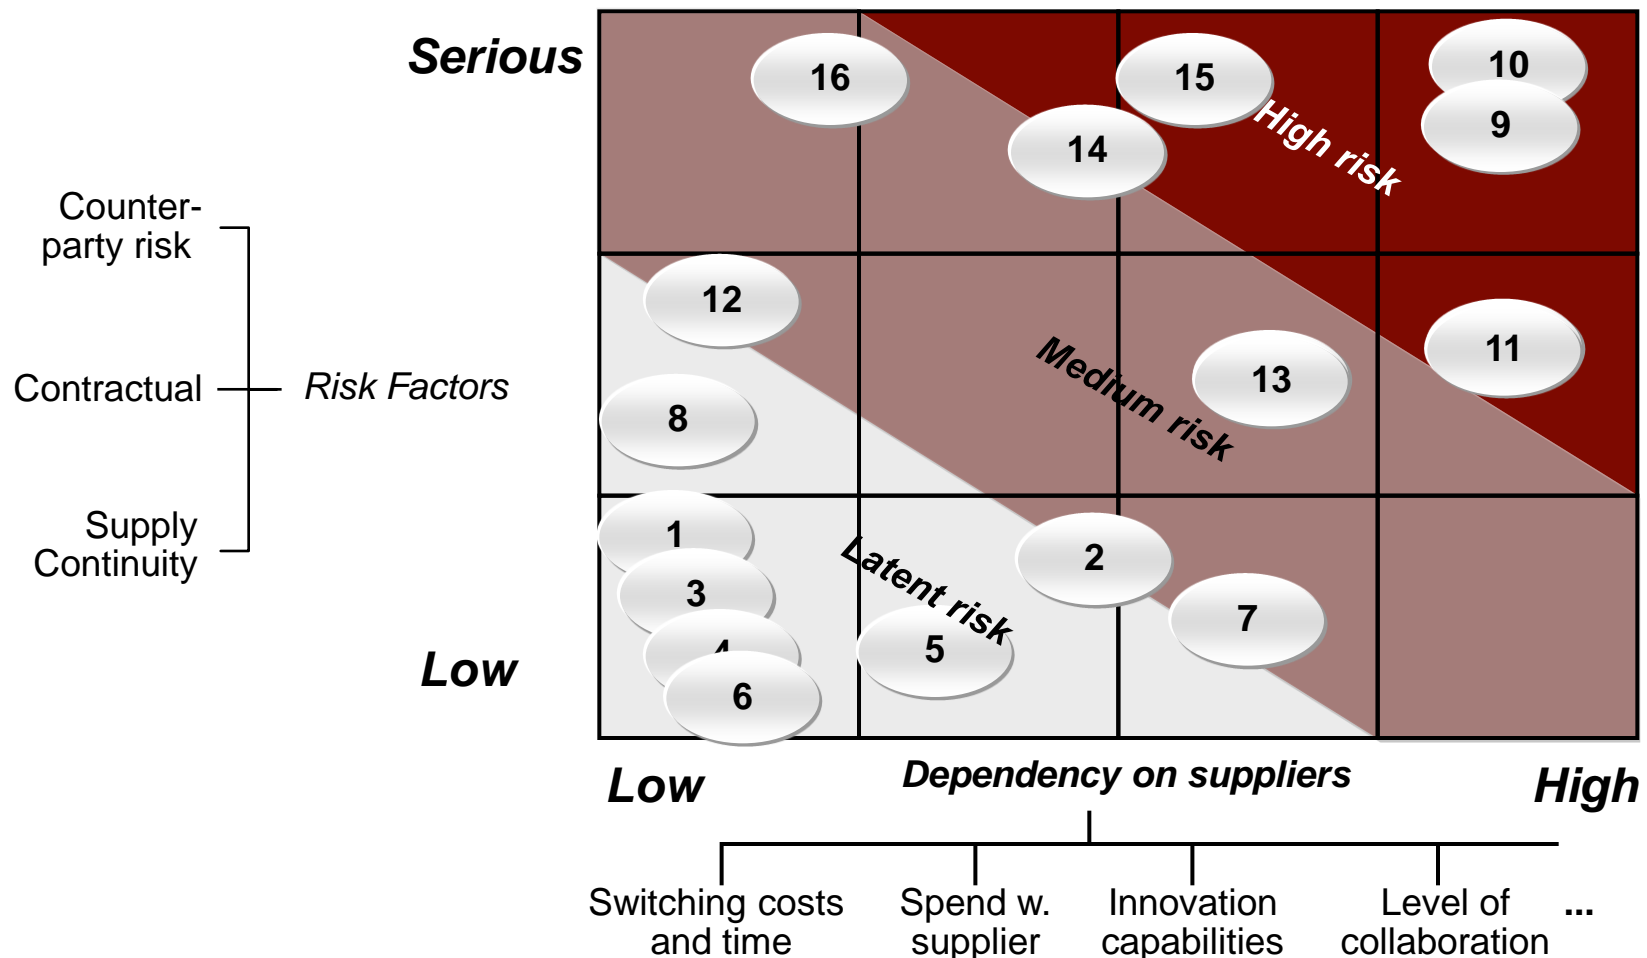 Serious
16
15
10
9
14
High risk
Counter-
party risk
12
11
Medium risk
13
Contractual
Risk Factors
8
Supply
Continuity
1
2
Latent risk
3
7
4
5
Low
6
Low
Dependency on suppliers
High
Switching costs
and time
Spend w.
supplier
Innovation
capabilities
Level of
collaboration
...